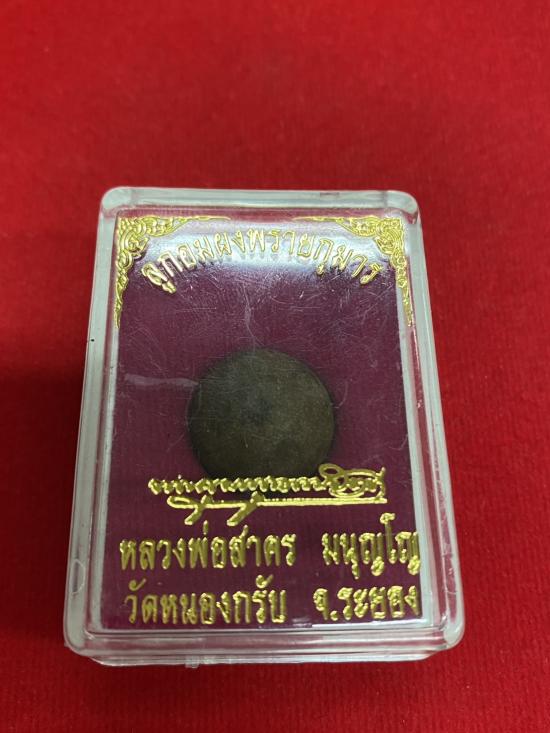 ลูกอมผงพรายกุมาร
หลวงพ่อสาคร มนุญโญ
วัดหนองกรับ จ.ระยอง